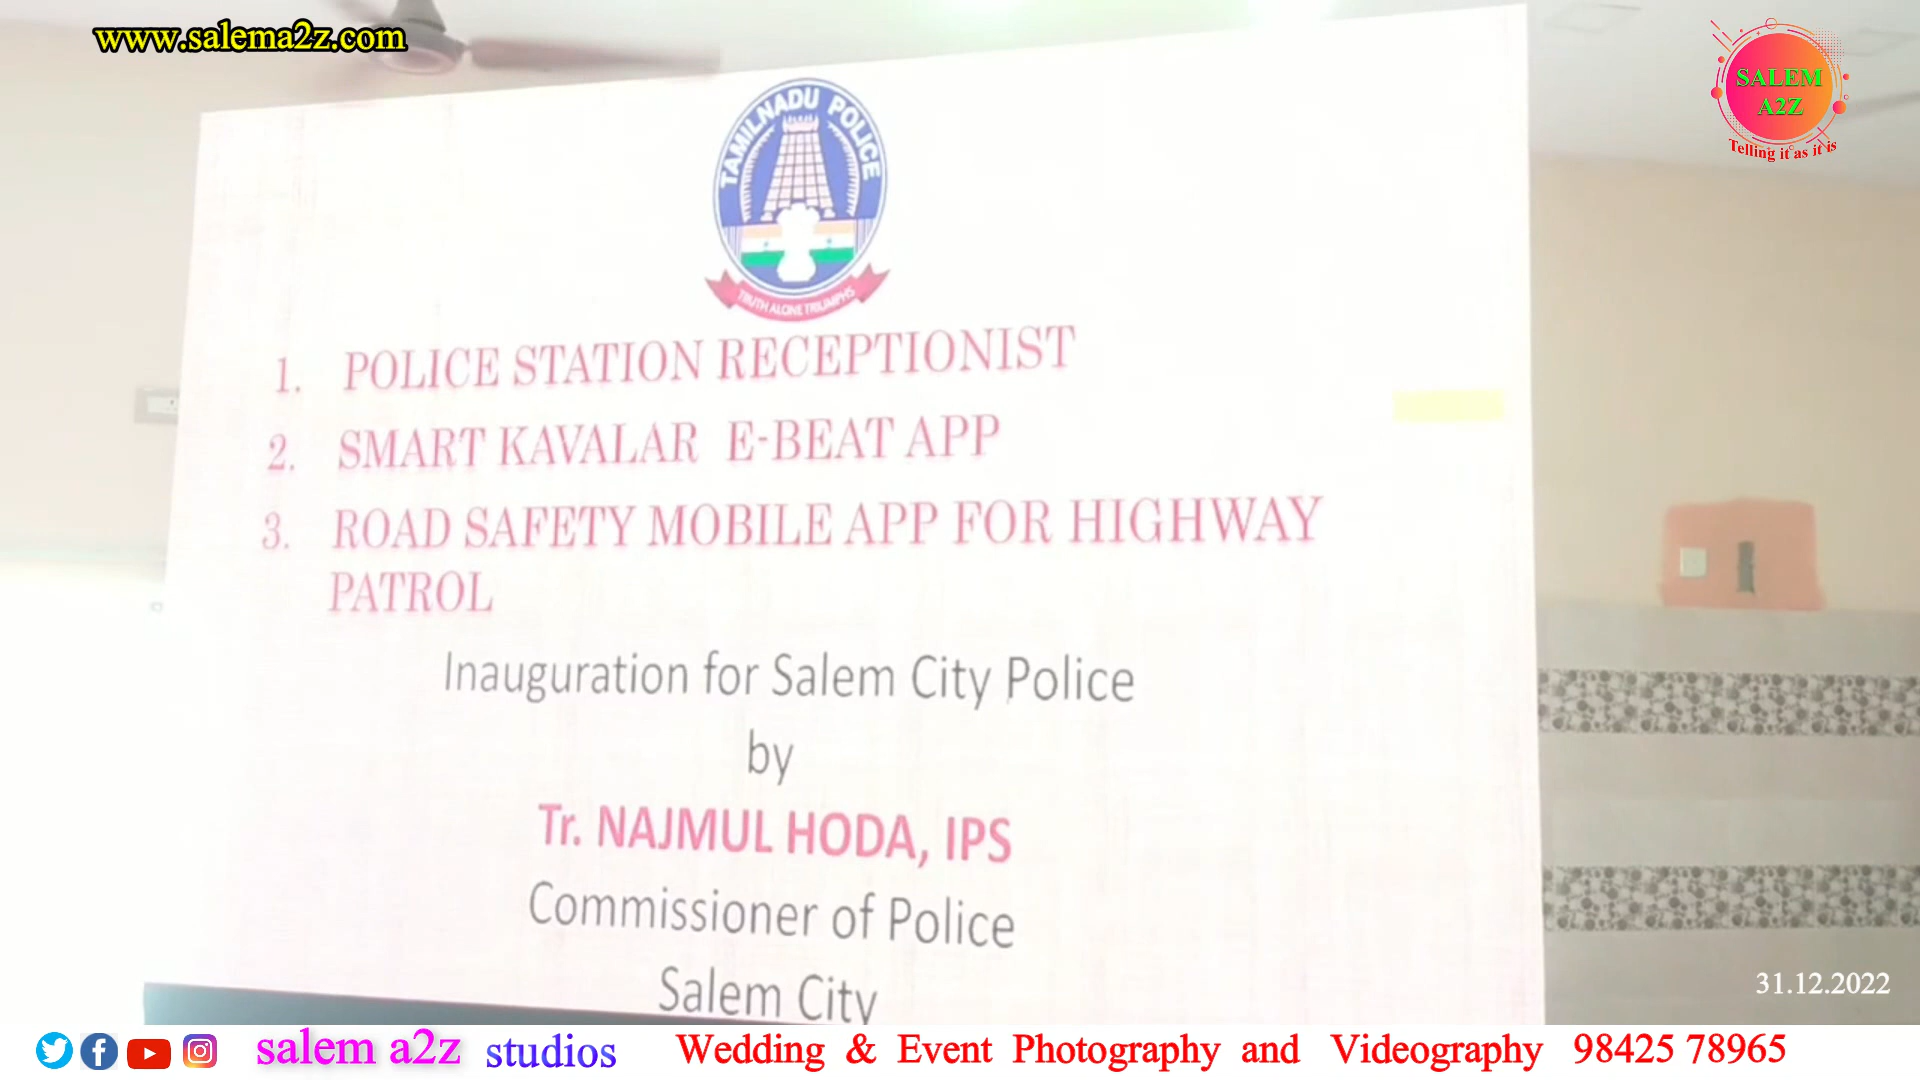 www.salema2z.com
SALEM
A2Z
Telling it as it is
TAMILNADU POLICE
TRUTH ALONE TRIUMPHS
1. POLICE STATION RECEPTIONIST
2. SMART KAVALAR E-BEAT APP
3. ROAD SAFETY MOBILE APP FOR HIGHWAY
PATROL
Inauguration for Salem City Police
by
Tr. NAJMUL HODA, IPS
Commissioner of Police
Salem City
31.12.2022
salem a2z studios Wedding & Event Photography and Videography 98425 78965